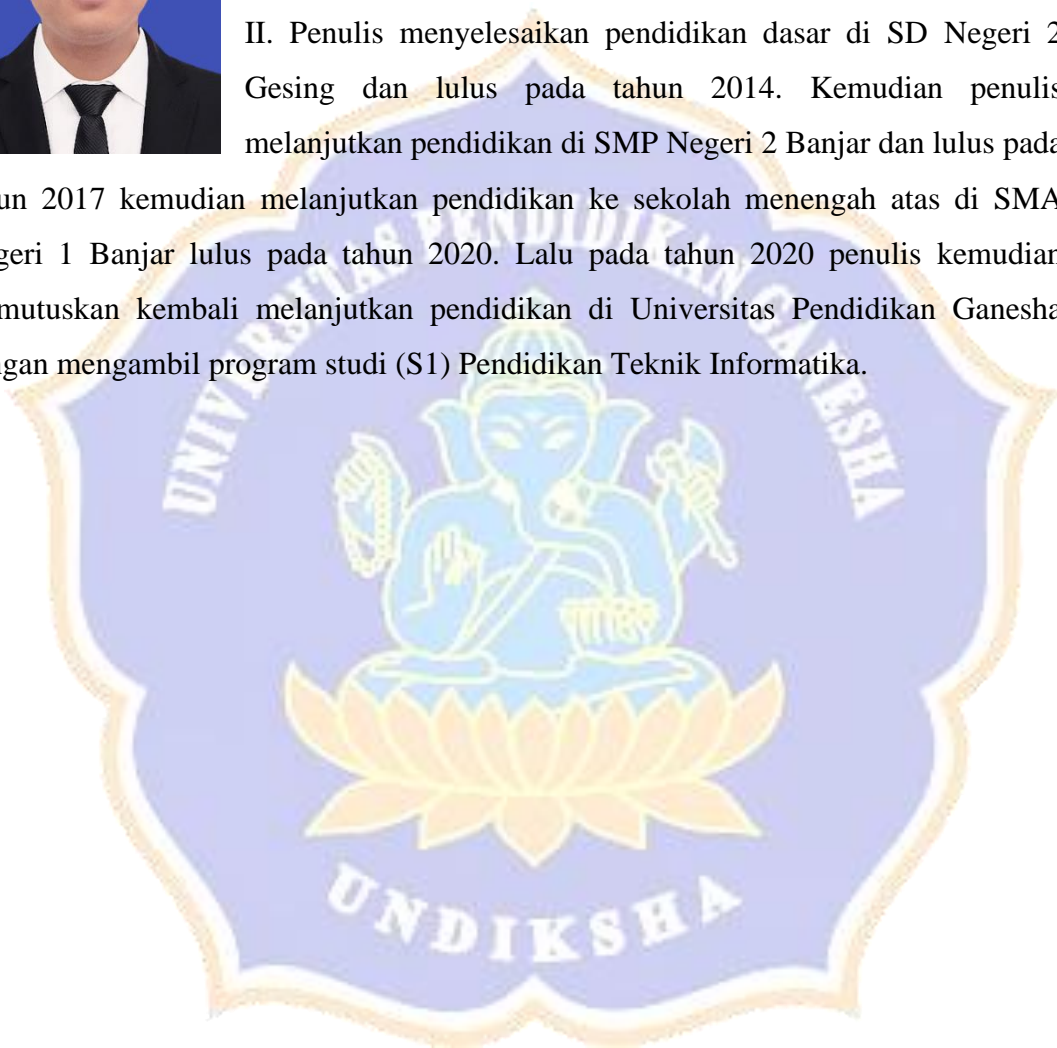 II. Penulis menyelesaikan pendidikan dasar di SD Negeri 2
Gesing dan lulus pada tahun 2014. Kemudian penulis
melanjutkan pendidikan di SMP Negeri 2 Banjar dan lulus pada
un 2017 kemudian melanjutkan pendidikan ke sekolah menengah atas di SMA
geri 1 Banjar lulus pada tahun 2020. Lalu pada tahun 2020 penulis kemudian
mutuskan kembali melanjutkan pendidikan di Universitas Pendidikan Ganesha
ngan mengambil program studi (S1) Pendidikan Teknik Informatika.
UNIVERSITAS PENDIDIKAN GANESHA
UNDIKSHA